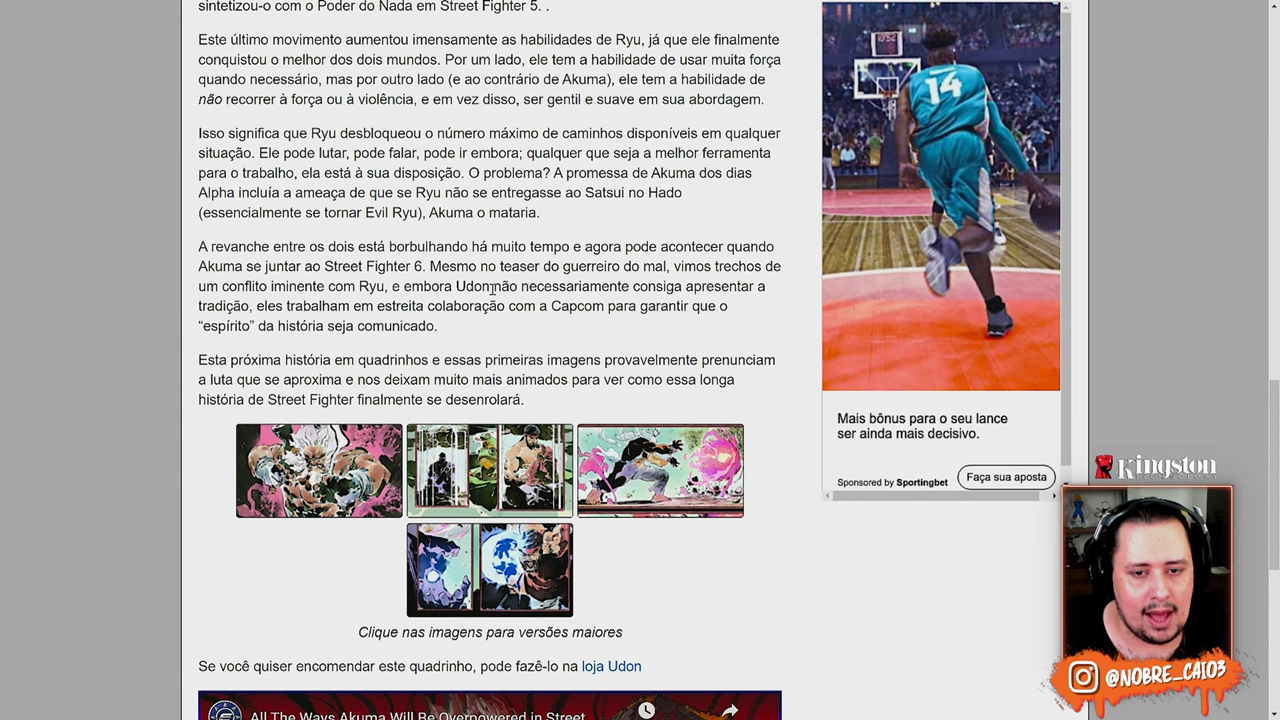 sintetizou-o com o Poder do Nada em Street Fighter 5. .
Este último movimento aumentou imensamente as habilidades de Ryu, já que ele finalmente
conquistou o melhor dos dois mundos. Por um lado, ele tem a habilidade de usar muita força
quando necessário, mas por outro lado (e ao contrário de Akuma), ele tem a habilidade de
não recorrer à força ou à violência, e em vez disso, ser gentil e suave em sua abordagem.
Isso significa que Ryu desbloqueou o número máximo de caminhos disponíveis em qualquer
situação. Ele pode lutar, pode falar, pode ir embora; qualquer que seja a melhor ferramenta
para o trabalho, ela está à sua disposição. O problema? A promessa de Akuma dos dias
Alpha incluía a ameaça de que se Ryu não se entregasse ao Satsui no Hado
(essencialmente se tornar Evil Ryu), Akuma o mataria.
A revanche entre os dois está borbulhando há muito tempo e agora pode acontecer quando
Akuma se juntar ao Street Fighter 6. Mesmo no teaser do guerreiro do mal, vimos trechos de
um conflito iminente com Ryu, e embora Udon não necessariamente consiga apresentar a
tradição, eles trabalham em estreita colaboração com a Capcom para garantir que o
“espírito” da história seja comunicado.
Esta próxima história em quadrinhos e essas primeiras imagens provavelmente prenunciam
a luta que se aproxima e nos deixam muito mais animados para ver como essa longa
história de Street Fighter finalmente se desenrolará.
Clique nas imagens para versões maiores
Se você quiser encomendar este quadrinho, pode fazê-lo na loja Udon
All The Ways Akuma Will Be Overpowered in Street
14
Mais bônus para o seu lance
ser ainda mais decisivo.
Sponsored by Sportingbet
Faça sua aposta
Kingston
TECHNOLOGY
@NOBRE_CAIO3